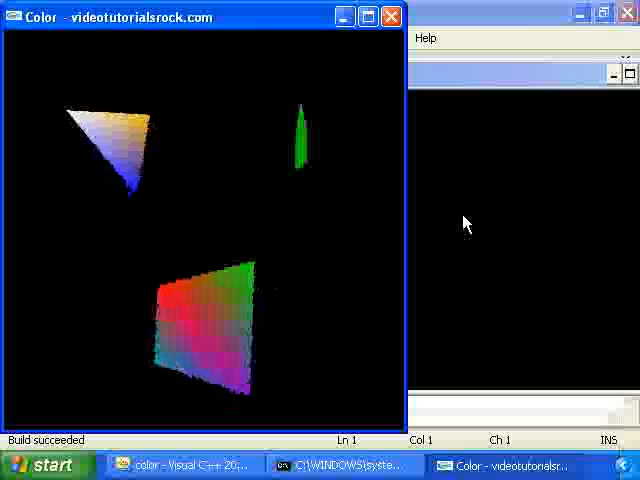 Color - videotutorialsrock.com
Help
Build succeeded
Ln 1
Col 1
Ch 1
INS
start
color - Visual C++ 20...
C:\WINDOWS\syste...
Color - videotutorialsr...